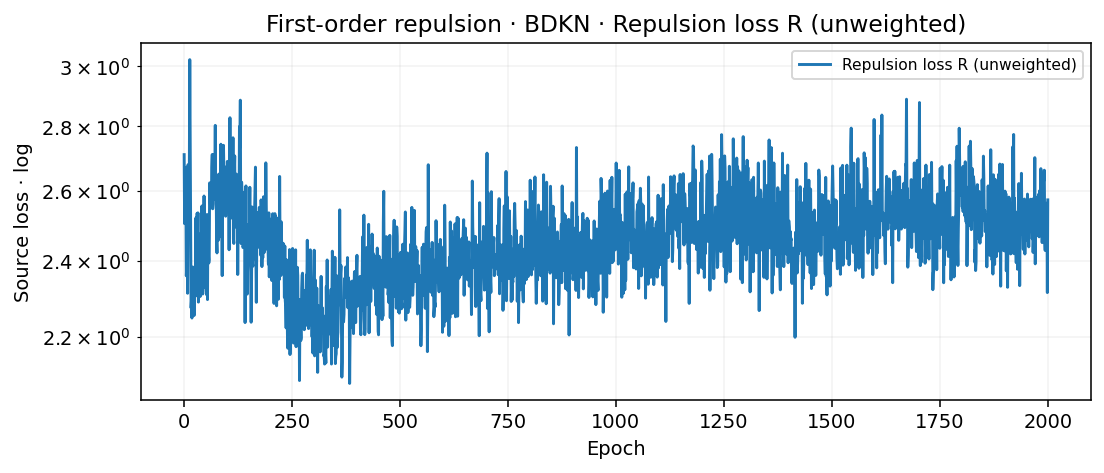 First-order repulsion · BDKN · Repulsion loss R (unweighted)
Repulsion loss R (unweighted)
Source loss · log
3 × 10⁰
2.8 × 10⁰
2.6 × 10⁰
2.4 × 10⁰
2.2 × 10⁰
0 250 500 750 1000 1250 1500 1750 2000
Epoch